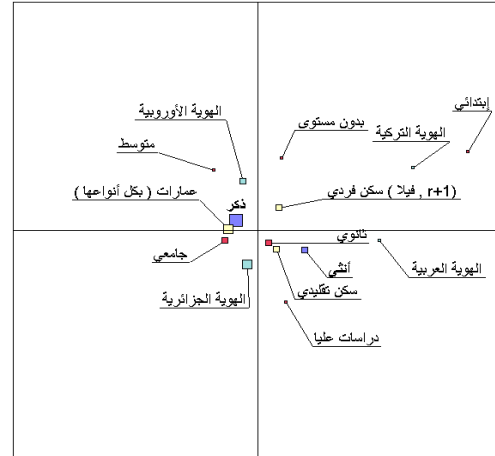 إبتدائي
الهوية الأوروبية
بدون مستوى
الهوية التركية
متوسط
عمارات ( بكل أنواعها )
سكن فردي ( فيلا , r+1)
ذكر
ثانوي
جامعي
أنثي
الهوية العربية
سكن تقليدي
الهوية الجزائرية
دراسات عليا